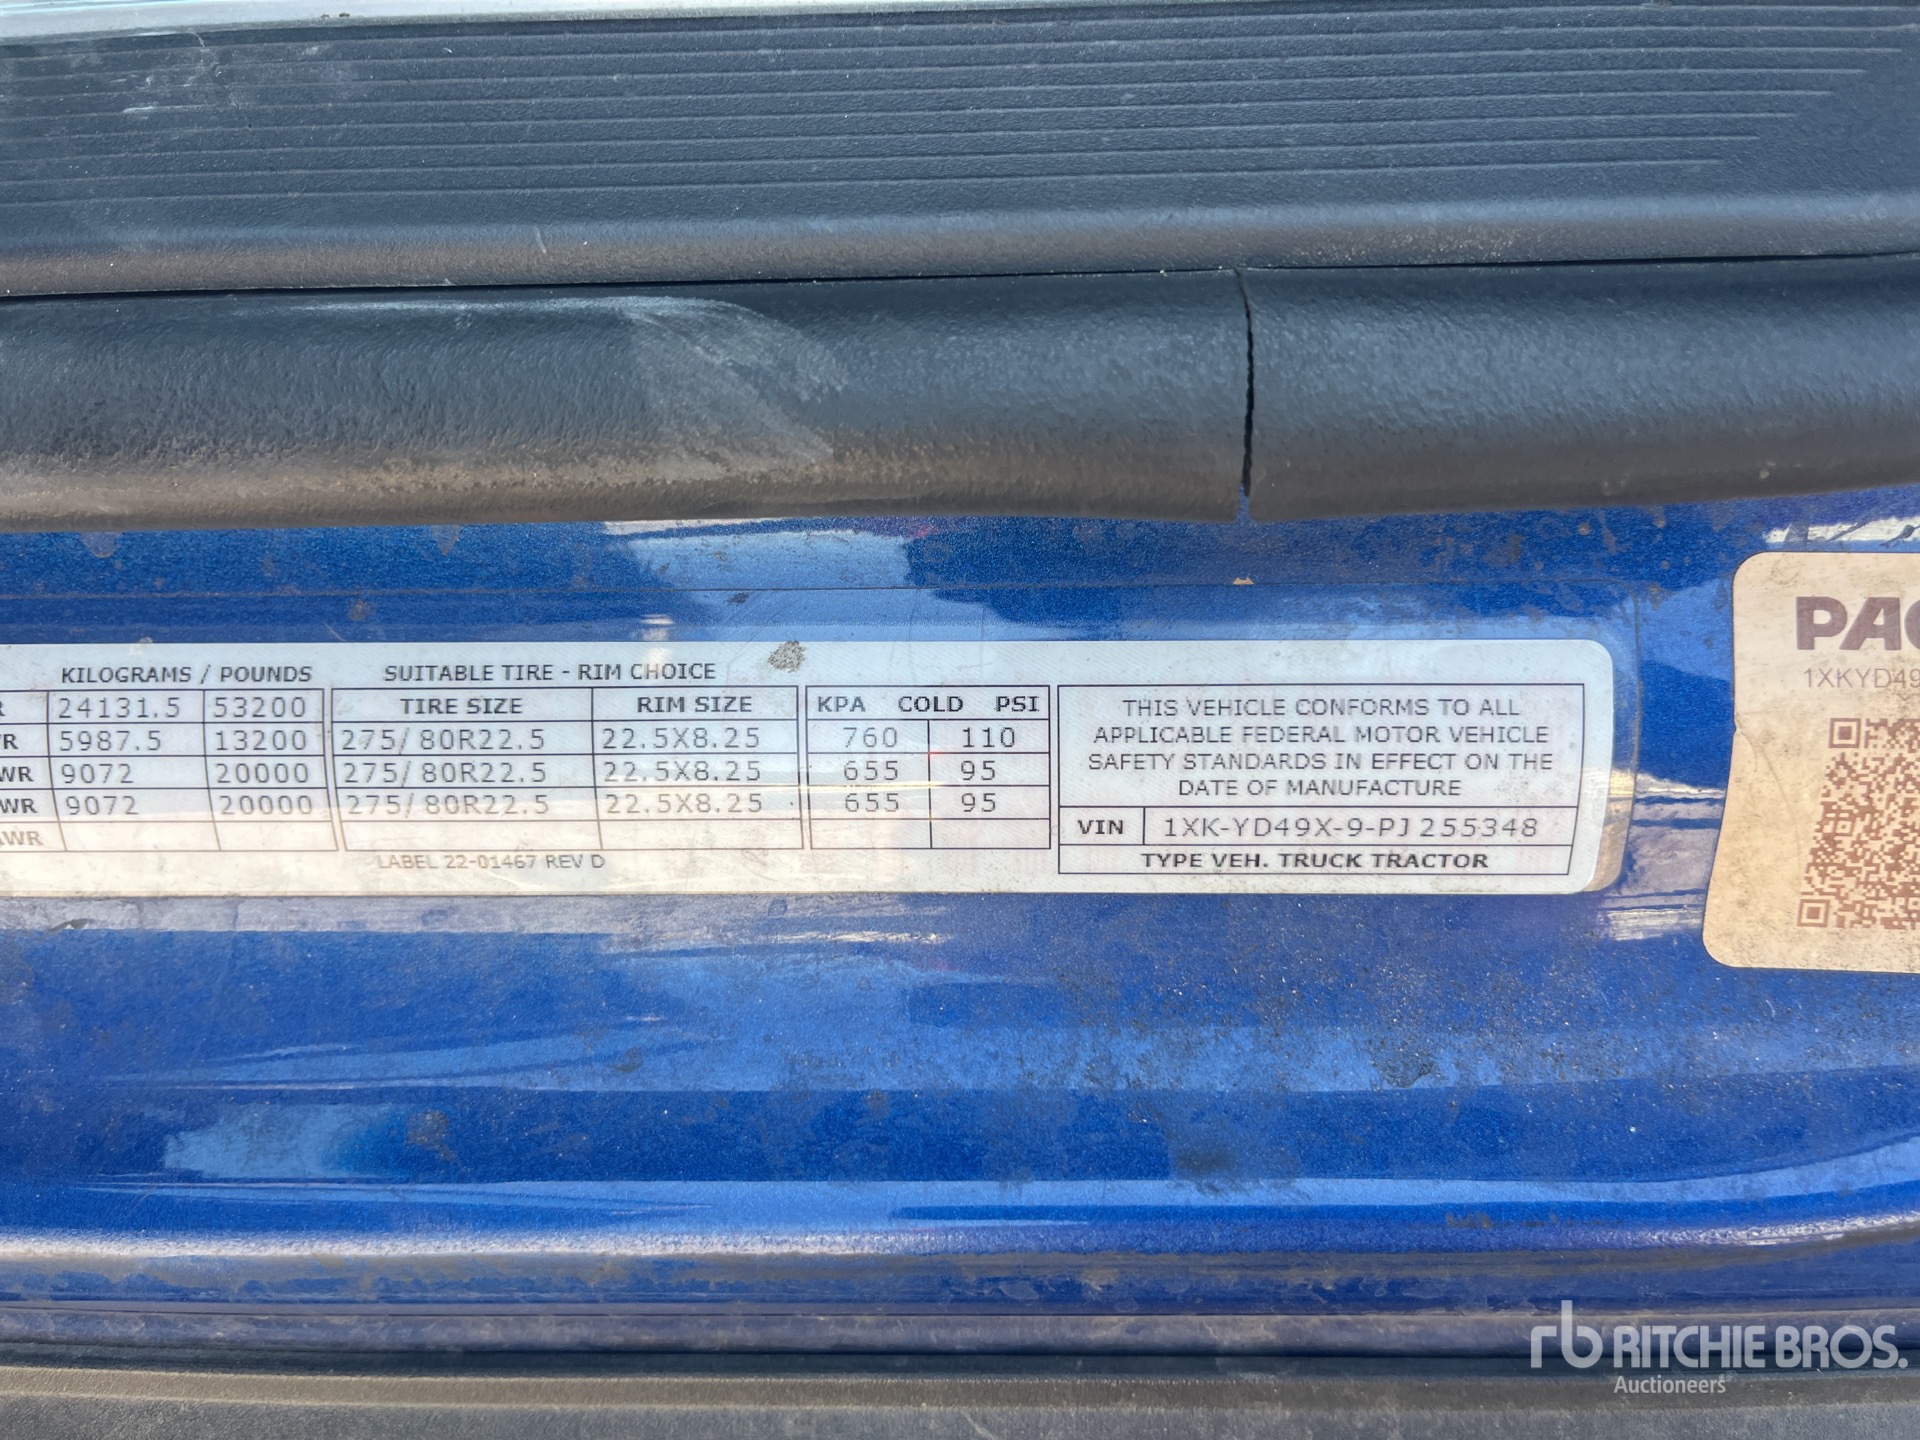 KILOGRAMS / POUNDS SUITABLE TIRE - RIM CHOICE
R 24131.5 53200 TIRE SIZE RIM SIZE KPA COLD PSI
WR 5987.5 13200 275/80R22.5 22.5X8.25 760 110
WR 9072 20000 275/80R22.5 22.5X8.25 655 95
WR 9072 20000 275/80R22.5 22.5X8.25 655 95
WR
LABEL 22-01467 REV D
THIS VEHICLE CONFORMS TO ALL
APPLICABLE FEDERAL MOTOR VEHICLE
SAFETY STANDARDS IN EFFECT ON THE
DATE OF MANUFACTURE
VIN 1XK-YD49X-9-PJ255348
TYPE VEH. TRUCK TRACTOR
PAC
1XKYD49
rb RITCHIE BROS.
Auctioneers